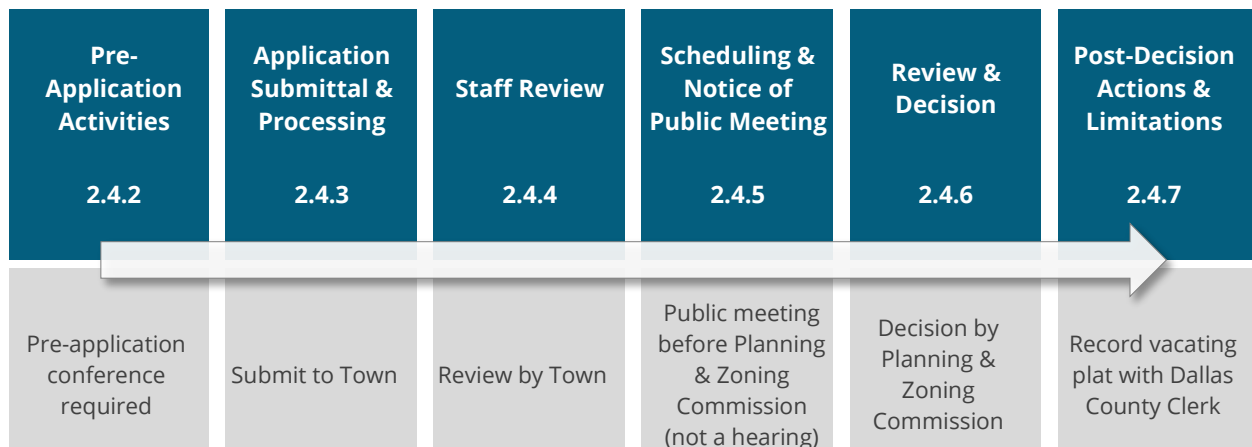 Pre-
Application
Activities
2.4.2
Application
Submittal &
Processing
2.4.3
Staff Review
2.4.4
Scheduling &
Notice of
Public Meeting
2.4.5
Review &
Decision
2.4.6
Post-Decision
Actions &
Limitations
2.4.7
Pre-application
conference
required
Submit to Town
Review by Town
Public meeting
before Planning
& Zoning
Commission
(not a hearing)
Decision by
Planning &
Zoning
Commission
Record vacating
plat with Dallas
County Clerk